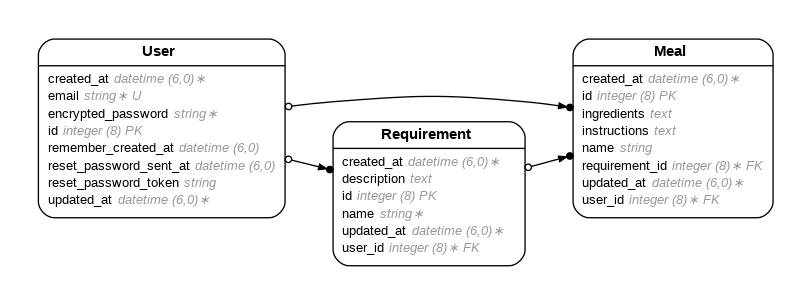 User
created_at datetime (6,0)∗
email string∗ U
encrypted_password string∗
id integer (8) PK
remember_created_at datetime (6,0)
reset_password_sent_at datetime (6,0)
reset_password_token string
updated_at datetime (6,0)∗
Requirement
created_at datetime (6,0)∗
description text
id integer (8) PK
name string∗
updated_at datetime (6,0)∗
user_id integer (8)∗ FK
Meal
created_at datetime (6,0)∗
id integer (8) PK
ingredients text
instructions text
name string
requirement_id integer (8)∗ FK
updated_at datetime (6,0)∗
user_id integer (8)∗ FK